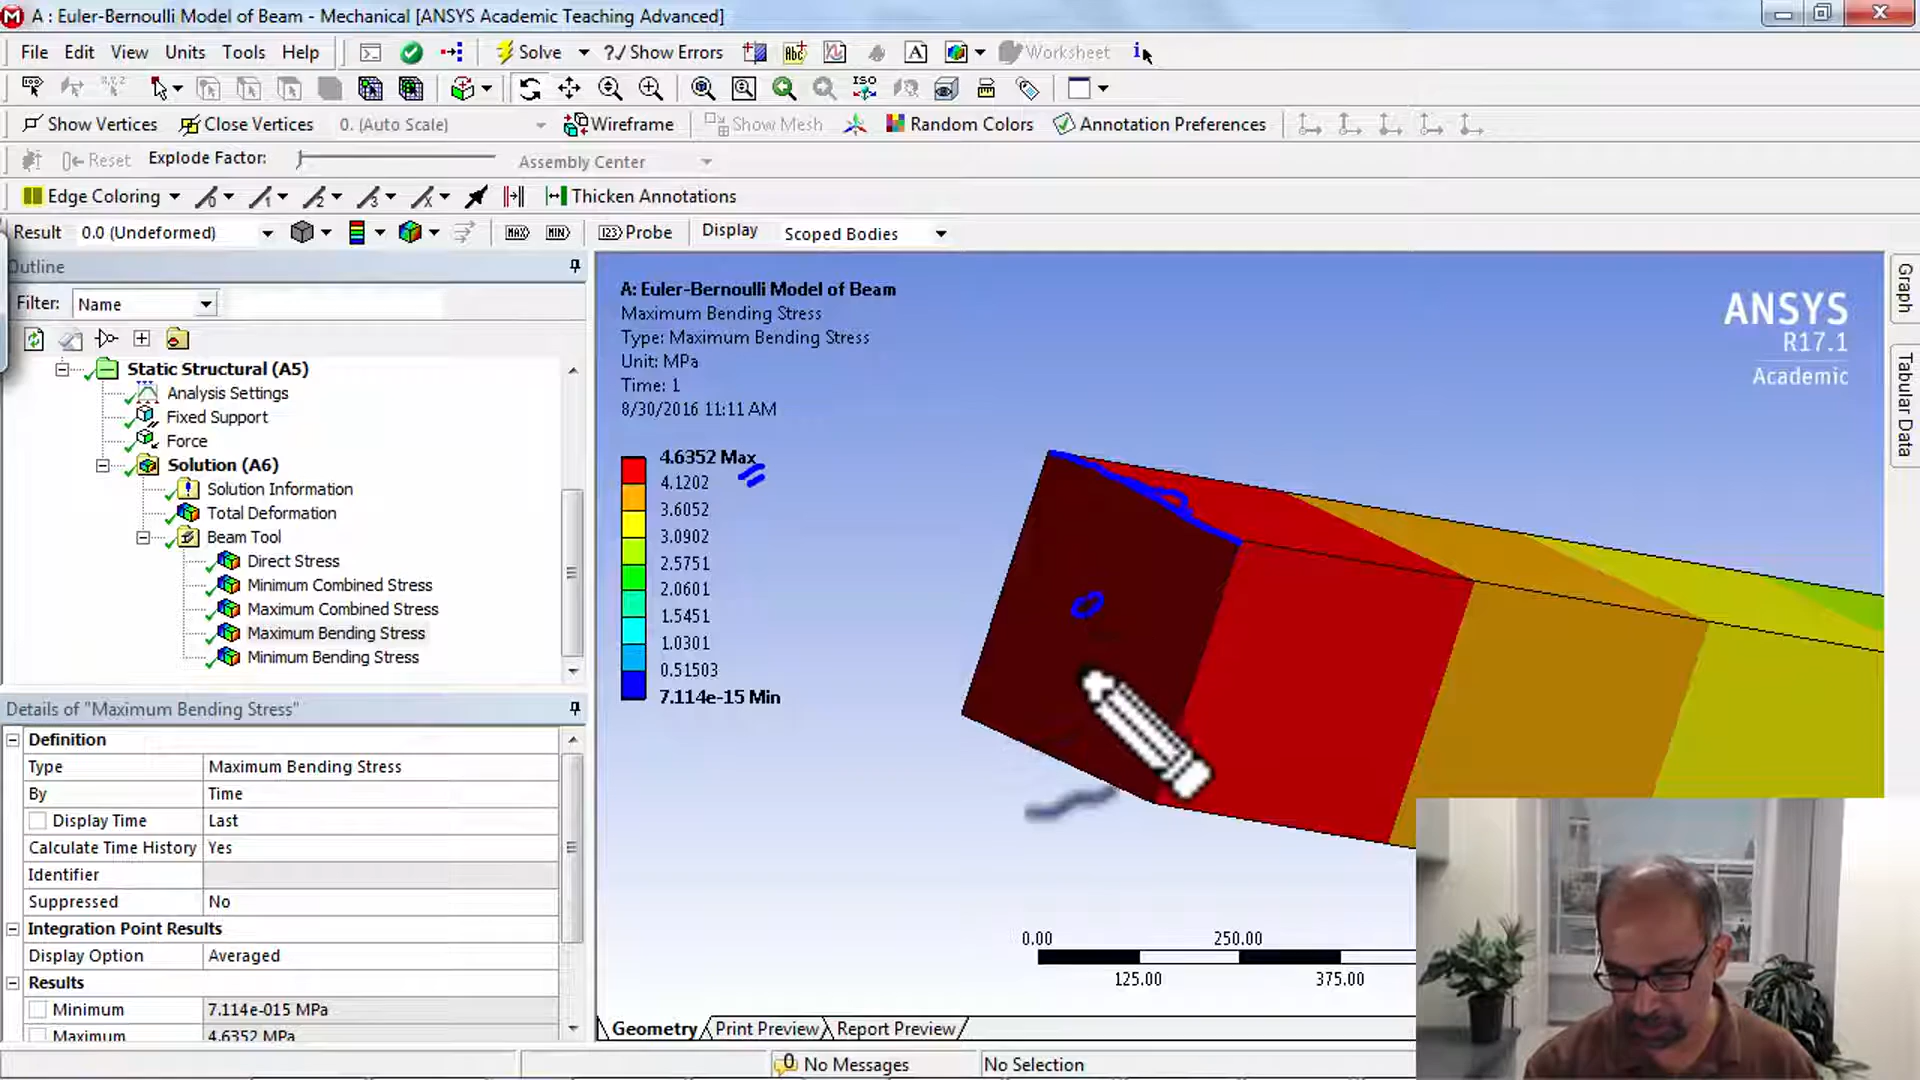 A : Euler-Bernoulli Model of Beam - Mechanical [ANSYS Academic Teaching Advanced]
File Edit View Units Tools Help Solve ?/ Show Errors Worksheet
Show Vertices Close Vertices 0. (Auto Scale) Wireframe Show Mesh Random Colors Annotation Preferences
Reset Explode Factor: Assembly Center
Edge Coloring Thicken Annotations
Result 0.0 (Undeformed) MAX MIN Probe Display Scoped Bodies
Outline
Filter: Name
Static Structural (A5)
Analysis Settings
Fixed Support
Force
Solution (A6)
Solution Information
Total Deformation
Beam Tool
Direct Stress
Minimum Combined Stress
Maximum Combined Stress
Maximum Bending Stress
Minimum Bending Stress
Details of "Maximum Bending Stress"
Definition
Type Maximum Bending Stress
By Time
Display Time Last
Calculate Time History Yes
Identifier
Suppressed No
Integration Point Results
Display Option Averaged
Results
Minimum 7.114e-015 MPa
Maximum 4.6352 MPa
A: Euler-Bernoulli Model of Beam
Maximum Bending Stress
Type: Maximum Bending Stress
Unit: MPa
Time: 1
8/30/2016 11:11 AM
4.6352 Max
4.1202
3.6052
3.0902
2.5751
2.0601
1.5451
1.0301
0.51503
7.114e-15 Min
ANSYS
R17.1
Academic
Graph
Tabular Data
0.00 250.00
125.00 375.00
Geometry Print Preview Report Preview
No Messages No Selection